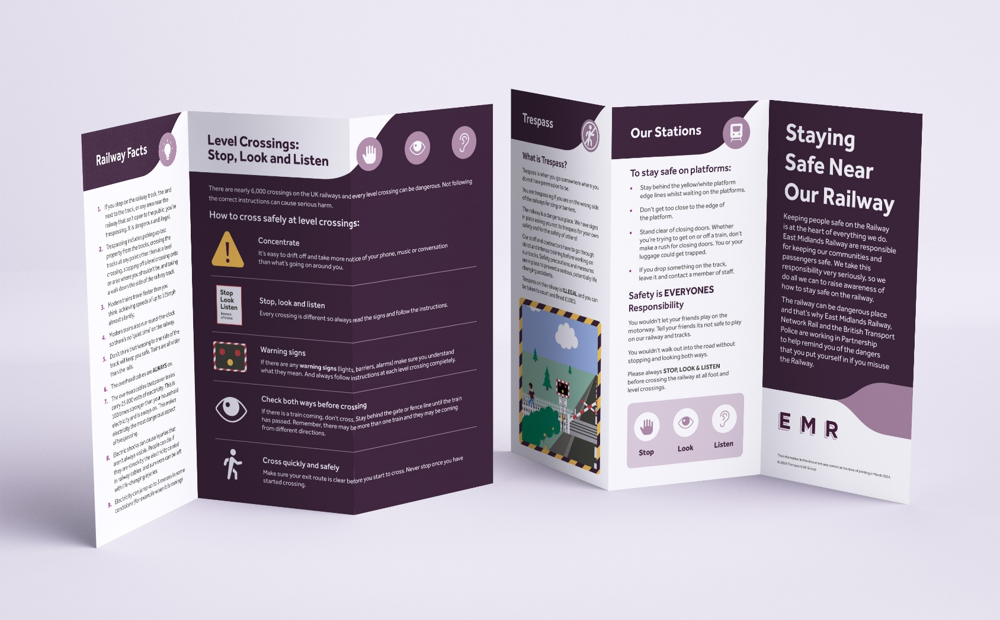 Railway Facts
1. If you step on the railway track, the land
next to the track, or any area near the
railway that isn't open to the public, you're
trespassing. It is dangerous and illegal.
2. Trespassing includes picking up lost
property from the tracks, crossing the
tracks at any point other than at a level
crossing, stepping off a level crossing onto
an area where you shouldn't be, and taking
a walk down the side of the railway track
3. Modern trains travel faster than you
think, achieving speeds of up to 125mph
almost silently.
4. Modern trains also run round-the-clock
so there's no 'quiet time' on the railway.
5. Don't think that keeping to one side of the
track will keep you safe. Trains are all wider
than the rails.
6. The overhead cables are ALWAYS on.
7. The overhead cables that power trains
carry 25,000 volts of electricity. This is
100 times stronger than your household
electricity and is always on. This makes
electricity the most dangerous aspect
of trespassing.
8. Electric shocks can cause injuries that
aren't always visible. People can die if
they are struck by the electricity carried
in railway cables, and survivors can be left
with life-changing injuries.
9. Electricity can jump up to 3 metres in some
conditions (for example when it is raining)
Level Crossings:
Stop, Look and Listen
There are nearly 6,000 crossings on the UK railways and every level crossing can be dangerous. Not following
the correct instructions can cause serious harm.
How to cross safely at level crossings:
Concentrate
It's easy to drift off and take more notice of your phone, music or conversation
than what's going on around you.
Stop
Look
Listen
Beware
of trains
Stop, look and listen
Every crossing is different so always read the signs and follow the instructions.
Warning signs
If there are any warning signs (lights, barriers, alarms) make sure you understand
what they mean. And always follow instructions at each level crossing completely.
Check both ways before crossing
If there is a train coming, don't cross. Stay behind the gate or fence line until the train
has passed. Remember, there may be more than one train and they may be coming
from different directions.
Cross quickly and safely
Make sure your exit route is clear before you start to cross. Never stop once you have
started crossing.
Trespass
What is Trespass?
Trespass is when you go somewhere where you
do not have permission to be.
You are trespassing if you are on the wrong side
of the railways fencing or barriers.
The railway is a dangerous place. We have signs
in place asking you not to trespass for your own
safety and for the safety of others!
Our staff and contractors have to go through
strict and intense training before working on
our tracks. Safety precautions and measures
are in place to prevent a serious, potentially life
changing accidents.
Trespass on the railway is ILLEGAL and you can
be taken to court and fined £1000.
Our Stations
To stay safe on platforms:
• Stay behind the yellow/white platform
edge lines whilst waiting on the platforms.
• Don't get too close to the edge of
the platform.
• Stand clear of closing doors. Whether
you're trying to get on or off a train, don't
make a rush for closing doors. You or your
luggage could get trapped.
• If you drop something on the track,
leave it and contact a member of staff.
Safety is EVERYONES
Responsibility
You wouldn't let your friends play on the
motorway. Tell your friends its not safe to play
on our railway and tracks.
You wouldn't walk out into the road without
stopping and looking both ways.
Please always STOP, LOOK & LISTEN
before crossing the railway at all foot and
level crossings.
Stop Look Listen
Staying
Safe Near
Our Railway
Keeping people safe on the Railway
is at the heart of everything we do.
East Midlands Railway are responsible
for keeping our communities and
passengers safe. We take this
responsibility very seriously, so we
do all we can to raise awareness of
how to stay safe on the railway.
The railway can be dangerous place
and that's why East Midlands Railway,
Network Rail and the British Transport
Police are working in Partnership
to help remind you of the dangers
that you put yourself in if you misuse
the Railway.
EMR
The information in this document was correct at the time of printing in March 2024.
© 2024 Transport UK Group